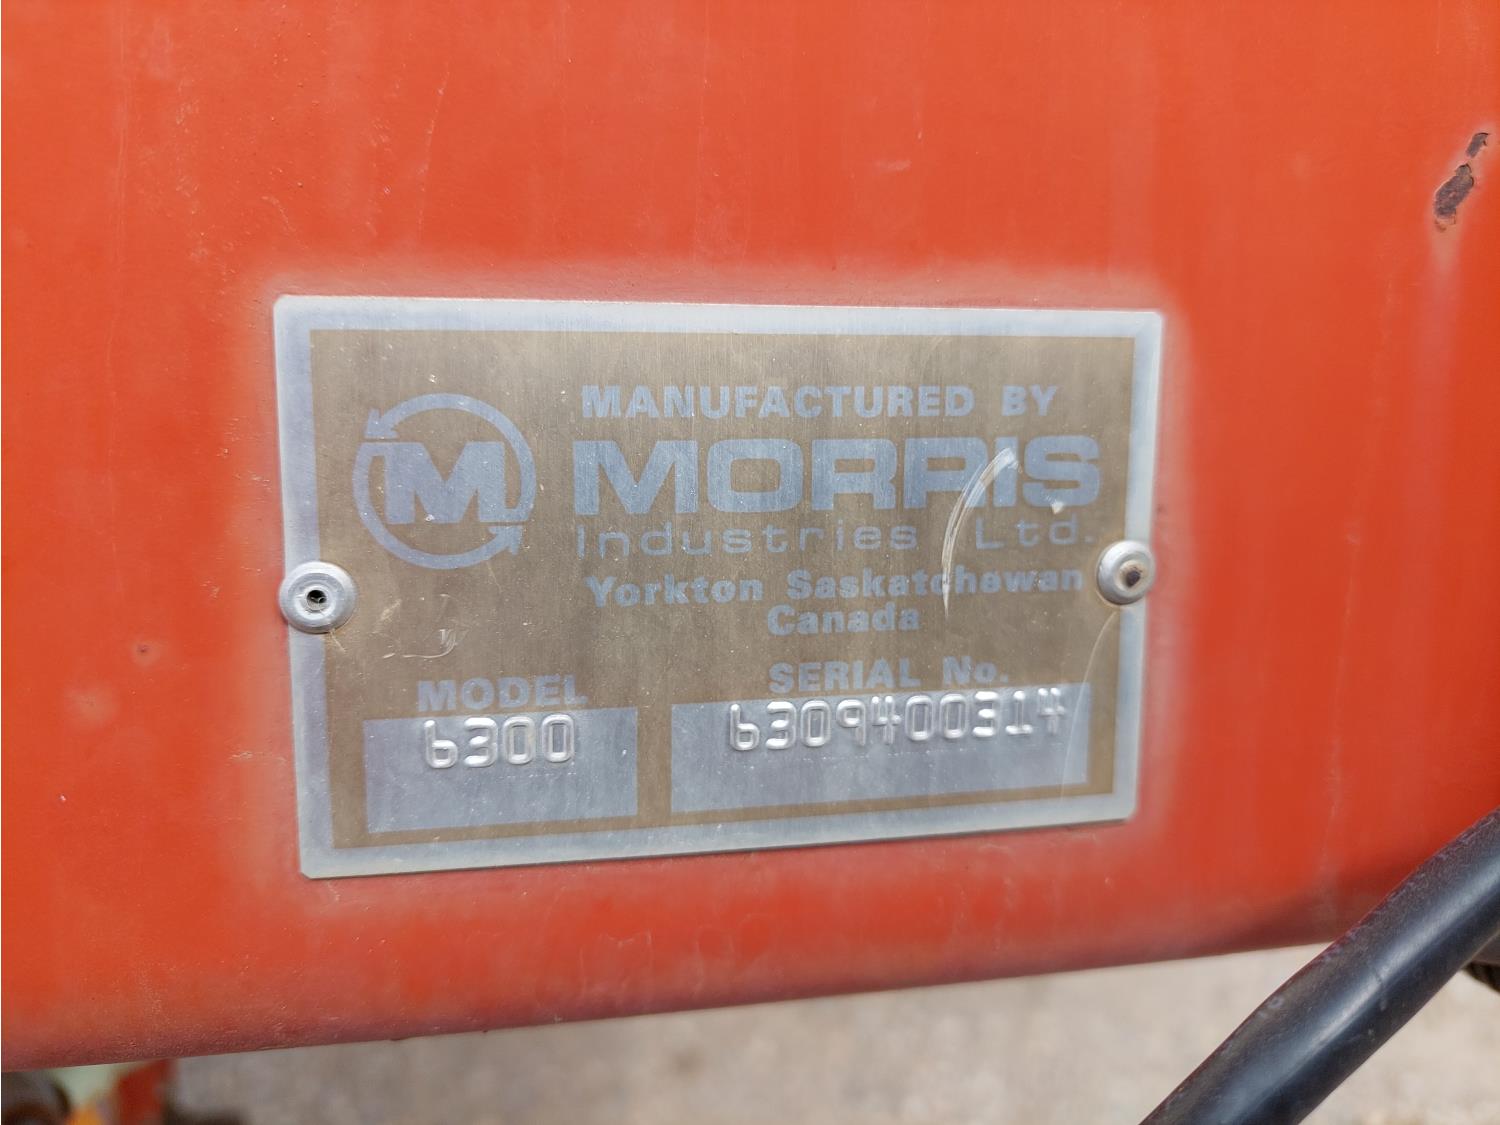 M
MANUFACTURED BY
MORRIS
Industries Ltd.
Yorkton Saskatchewan
Canada
MODEL
6300
SERIAL No.
6309400314